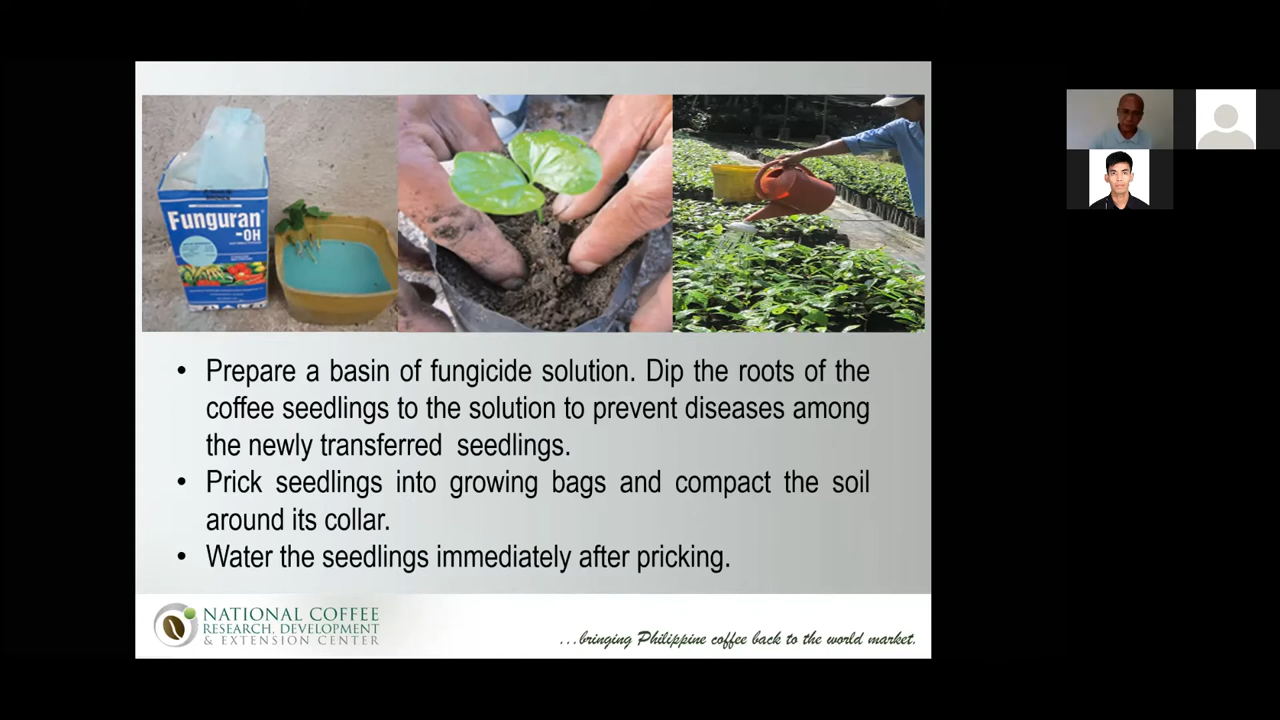 Funguran
-OH
• Prepare a basin of fungicide solution. Dip the roots of the
coffee seedlings to the solution to prevent diseases among
the newly transferred seedlings.
• Prick seedlings into growing bags and compact the soil
around its collar.
• Water the seedlings immediately after pricking.
NATIONAL COFFEE
RESEARCH, DEVELOPMENT
& EXTENSION CENTER
...bringing Philippine coffee back to the world market.